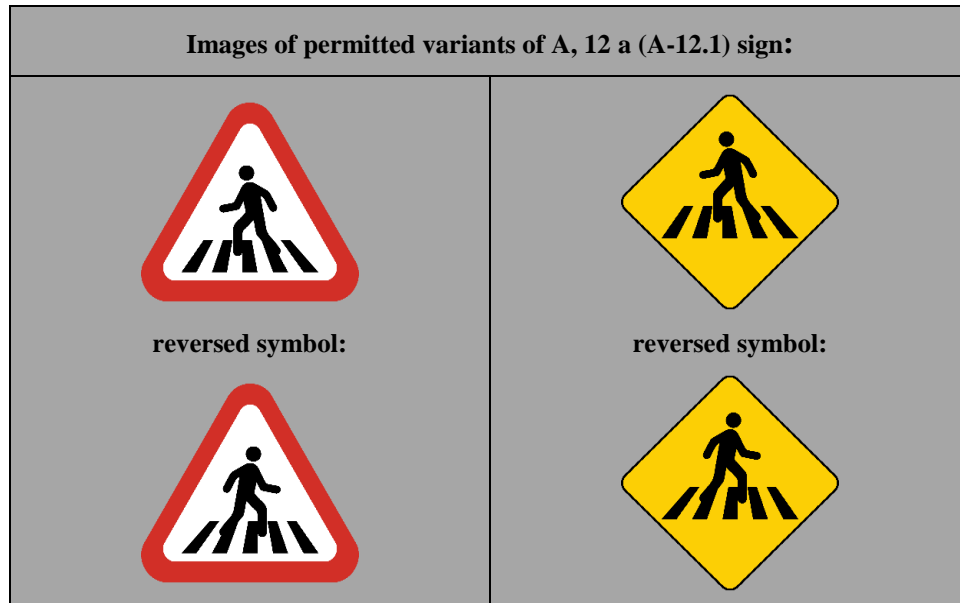 Images of permitted variants of A, 12 a (A-12.1) sign:
reversed symbol:
reversed symbol: